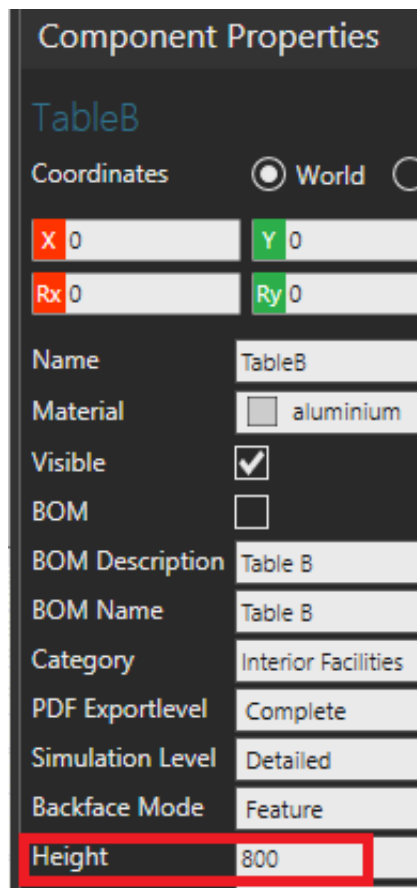 Component Properties
TableB
Coordinates World
X 0 Y 0
Rx 0 Ry 0
Name TableB
Material aluminium
Visible
BOM
BOM Description Table B
BOM Name Table B
Category Interior Facilities
PDF Exportlevel Complete
Simulation Level Detailed
Backface Mode Feature
Height 800